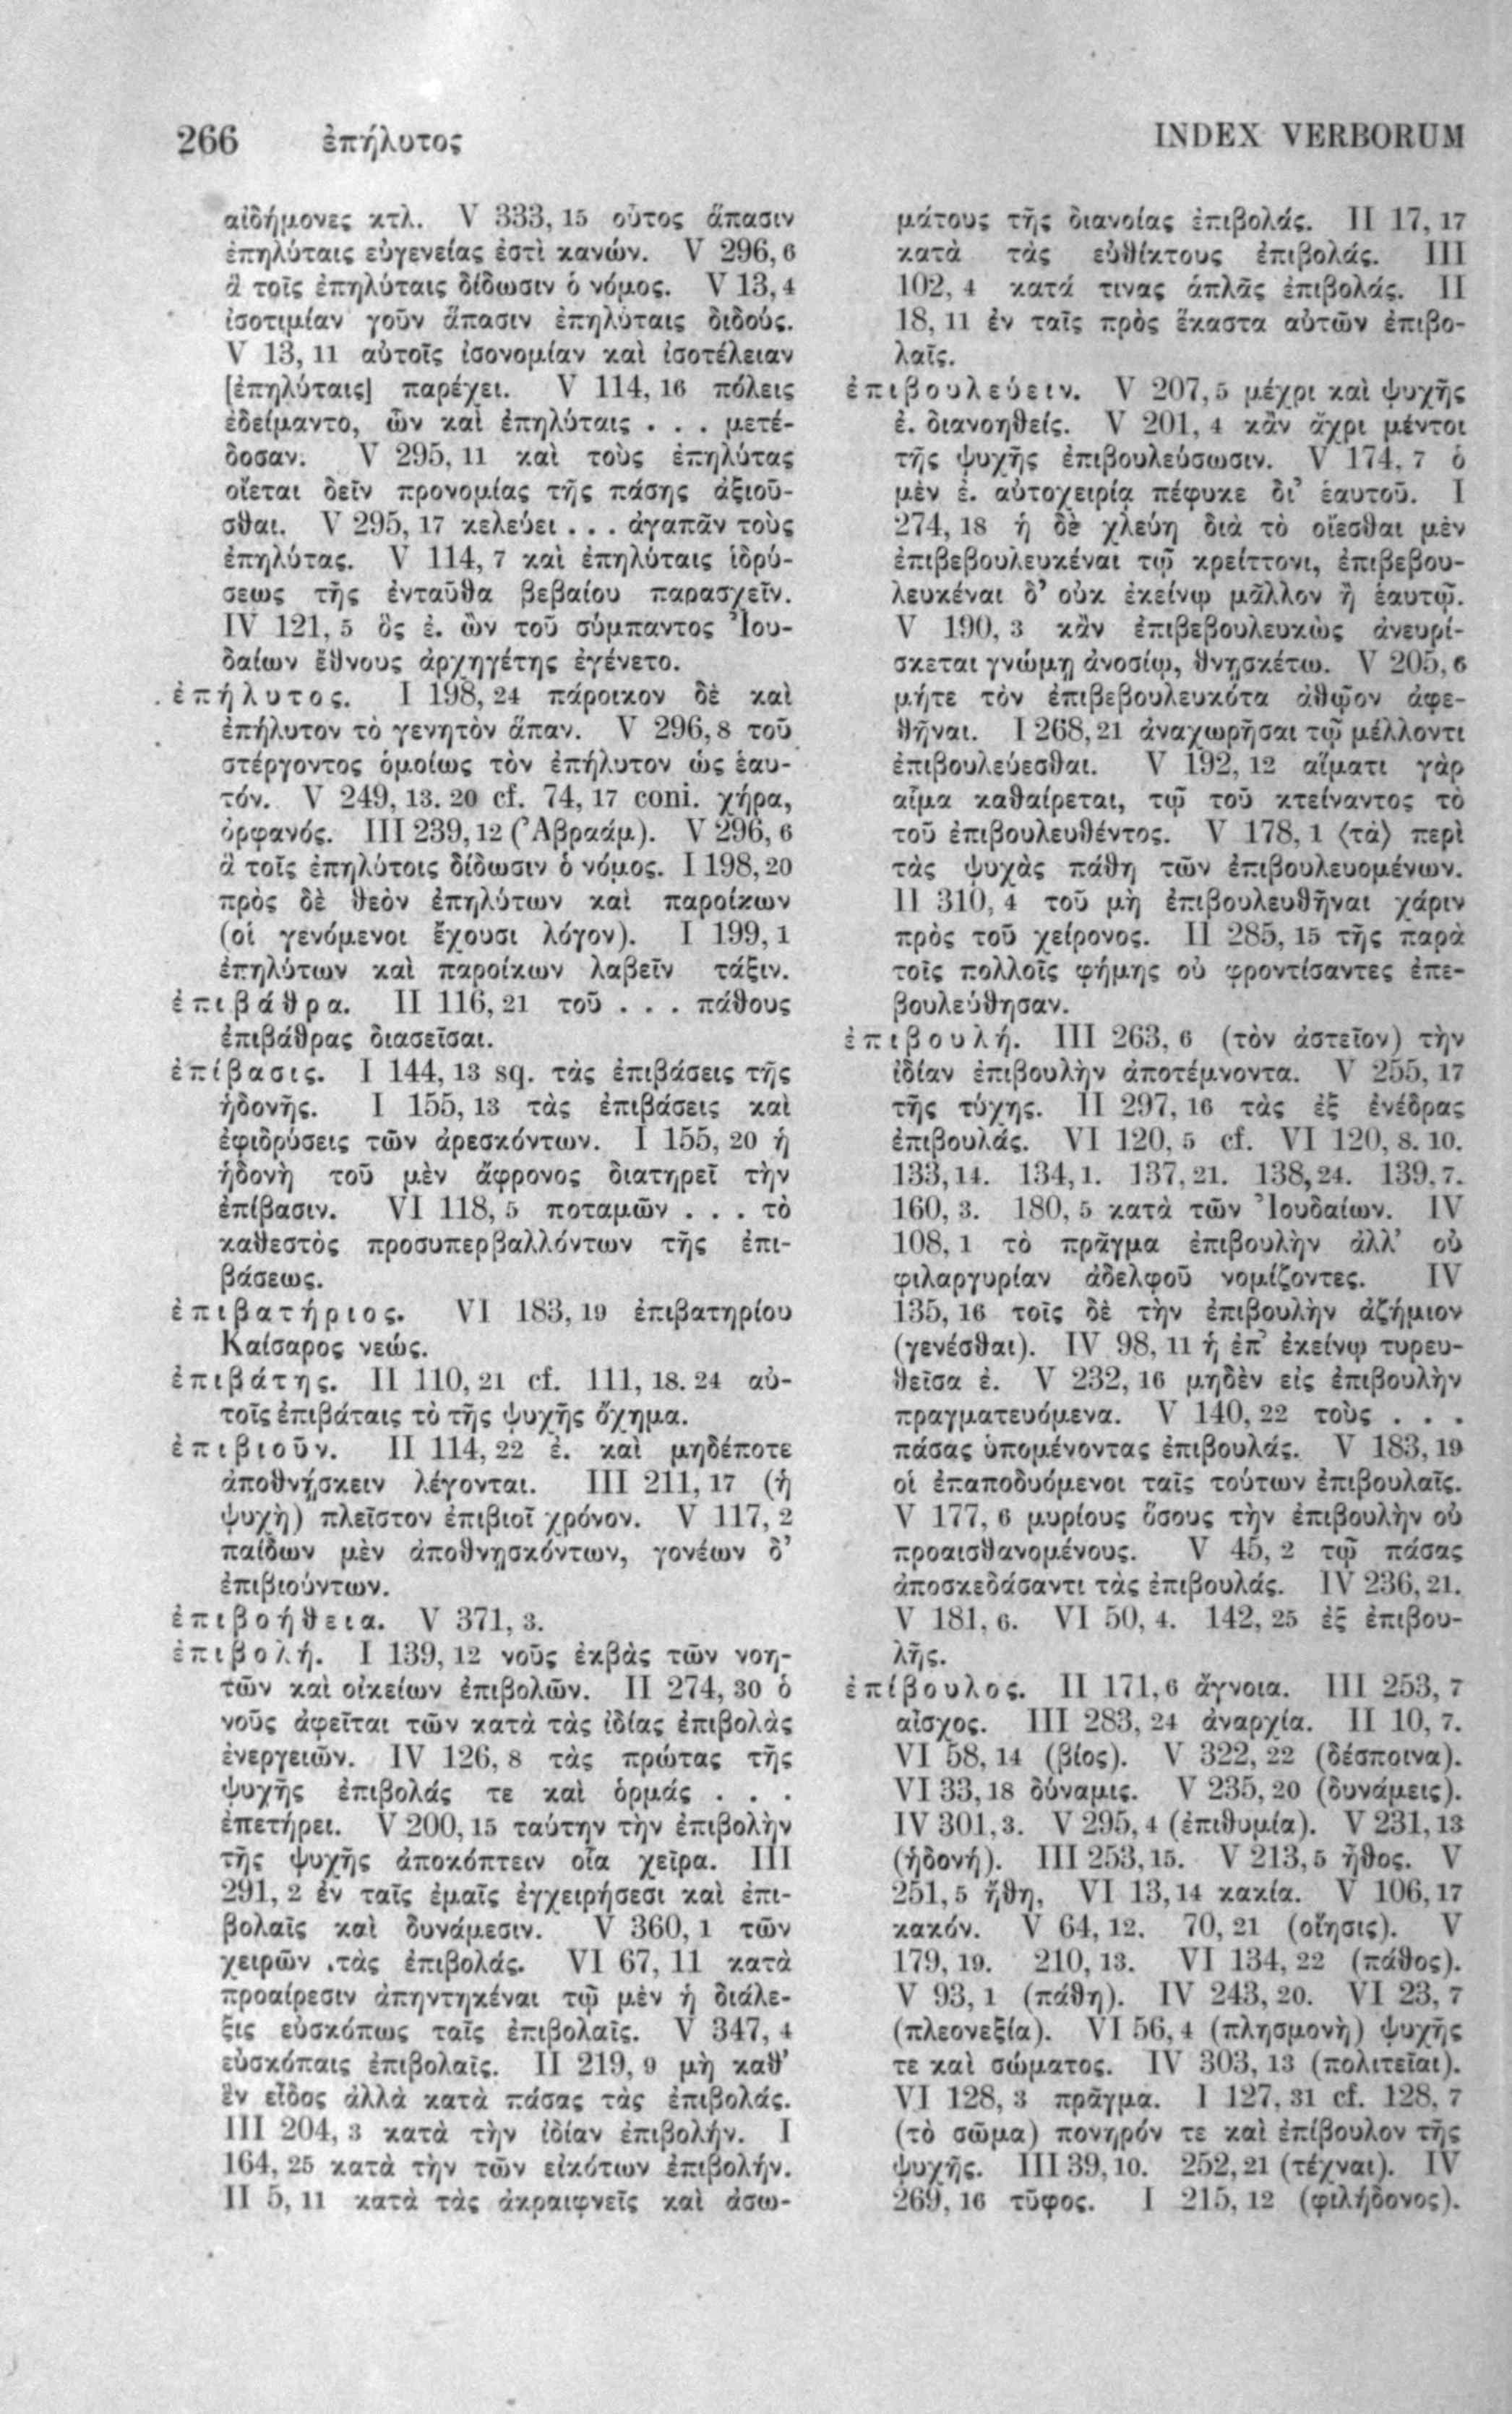 266 ἐπήλυτος INDEX VERBORUM
αἰδήμονες κτλ. V 333, 15 οὗτος ἅπασιν
ἐπηλύταις εὐγενείας ἐστὶ κανών. V 296, 6
ἃ τοῖς ἐπηλύταις δίδωσιν ὁ νόμος. V 13, 4
ἰσοτιμίαν γοῦν ἅπασιν ἐπηλύταις διδούς.
V 13, 11 αὐτοῖς ἰσονομίαν καὶ ἰσοτέλειαν
[ἐπηλύταις] παρέχει. V 114, 16 πόλεις
ἐδείμαντο, ὧν καὶ ἐπηλύταις . . . μετέ-
δοσαν. V 295, 11 καὶ τοὺς ἐπηλύτας
οἴεται δεῖν προνομίας τῆς πάσης ἀξιοῦ-
σθαι. V 295, 17 κελεύει . . . ἀγαπᾶν τοὺς
ἐπηλύτας. V 114, 7 καὶ ἐπηλύταις ἱδρύ-
σεως τῆς ἐνταῦθα βεβαίου παρασχεῖν.
IV 121, 5 ὃς ἐ. ὢν τοῦ σύμπαντος Ἰου-
δαίων ἔθνους ἀρχηγέτης ἐγένετο.
ἐπήλυτος. I 198, 24 πάροικον δὲ καὶ
ἐπήλυτον τὸ γενητὸν ἅπαν. V 296, 8 τοῦ
στέργοντος ὁμοίως τὸν ἐπήλυτον ὡς ἑαυ-
τόν. V 249, 13. 20 cf. 74, 17 coni. χήρα,
ὀρφανός. III 239, 12 (Ἀβραάμ). V 296, 6
ἃ τοῖς ἐπηλύτοις δίδωσιν ὁ νόμος. I 198, 20
πρὸς δὲ θεὸν ἐπηλύτων καὶ παροίκων
(οἱ γενόμενοι ἔχουσι λόγον). I 199, 1
ἐπηλύτων καὶ παροίκων λαβεῖν τάξιν.
ἐπιβάθρα. II 116, 21 τοῦ . . . πάθους
ἐπιβάθρας διασεῖσαι.
ἐπίβασις. I 144, 13 sq. τὰς ἐπιβάσεις τῆς
ἡδονῆς. I 155, 13 τὰς ἐπιβάσεις καὶ
ἐφιδρύσεις τῶν ἀρεσκόντων. I 155, 20 ἡ
ἡδονὴ τοῦ μὲν ἄφρονος διατηρεῖ τὴν
ἐπίβασιν. VI 118, 5 ποταμῶν . . . τὸ
καθεστὸς προσυπερβαλλόντων τῆς ἐπι-
βάσεως.
ἐπιβατήριος. VI 183, 19 ἐπιβατηρίου
Καίσαρος νεώς.
ἐπιβάτης. II 110, 21 cf. 111, 18. 24 αὐ-
τοῖς ἐπιβάταις τὸ τῆς ψυχῆς ὄχημα.
ἐπιβιοῦν. II 114, 22 ἐ. καὶ μηδέποτε
ἀποθνῄσκειν λέγονται. III 211, 17 (ἡ
ψυχὴ) πλεῖστον ἐπιβιοῖ χρόνον. V 117, 2
παίδων μὲν ἀποθνῃσκόντων, γονέων δ’
ἐπιβιούντων.
ἐπιβοήθεια. V 371, 3.
ἐπιβολή. I 139, 12 νοῦς ἐκβὰς τῶν νοη-
τῶν καὶ οἰκείων ἐπιβολῶν. II 274, 30 ὁ
νοῦς ἀφεῖται τῶν κατὰ τὰς ἰδίας ἐπιβολὰς
ἐνεργειῶν. IV 126, 8 τὰς πρώτας τῆς
ψυχῆς ἐπιβολάς τε καὶ ὁρμάς . . .
ἐπετήρει. V 200, 15 ταύτην τὴν ἐπιβολὴν
τῆς ψυχῆς ἀποκόπτειν οἷα χεῖρα. III
291, 2 ἐν ταῖς ἐμαῖς ἐγχειρήσεσι καὶ ἐπι-
βολαῖς καὶ δυνάμεσιν. V 360, 1 τῶν
χειρῶν τὰς ἐπιβολάς. VI 67, 11 κατὰ
προαίρεσιν ἀπηντηκέναι τῷ μὲν ἡ διάλε-
ξις εὐσκόπως ταῖς ἐπιβολαῖς. V 347, 4
εὐσκόπαις ἐπιβολαῖς. II 219, 9 μὴ καθ’
ἓν εἶδος ἀλλὰ κατὰ πάσας τὰς ἐπιβολάς.
III 204, 3 κατὰ τὴν ἰδίαν ἐπιβολήν. I
164, 25 κατὰ τὴν τῶν εἰκότων ἐπιβολήν.
II 5, 11 κατὰ τὰς ἀκραιφνεῖς καὶ ἀσω-
μάτους τῆς διανοίας ἐπιβολάς. II 17, 17
κατὰ τὰς εὐθίκτους ἐπιβολάς. III
102, 4 κατά τινας ἁπλᾶς ἐπιβολάς. II
18, 11 ἐν ταῖς πρὸς ἕκαστα αὐτῶν ἐπιβο-
λαῖς.
ἐπιβουλεύειν. V 207, 5 μέχρι καὶ ψυχῆς
ἐ. διανοηθείς. V 201, 4 κἂν ἄχρι μέντοι
τῆς ψυχῆς ἐπιβουλεύσωσιν. V 174, 7 ὁ
μὲν ἐ. αὐτοχειρίᾳ πέφυκε δι’ ἑαυτοῦ. I
274, 18 ἡ δὲ χλεύη διὰ τὸ οἴεσθαι μὲν
ἐπιβεβουλευκέναι τῷ κρείττονι, ἐπιβεβου-
λευκέναι δ’ οὐκ ἐκείνῳ μᾶλλον ἢ ἑαυτῷ.
V 190, 3 κἂν ἐπιβεβουλευκὼς ἀνευρί-
σκεται γνώμῃ ἀνοσίῳ, θνῃσκέτω. V 205, 6
μήτε τὸν ἐπιβεβουλευκότα ἀθῷον ἀφε-
θῆναι. I 268, 21 ἀναχωρῆσαι τῷ μέλλοντι
ἐπιβουλεύεσθαι. V 192, 12 αἵματι γὰρ
αἷμα καθαίρεται, τῷ τοῦ κτείναντος τὸ
τοῦ ἐπιβουλευθέντος. V 178, 1 ⟨τὰ⟩ περὶ
τὰς ψυχὰς πάθη τῶν ἐπιβουλευομένων.
II 310, 4 τοῦ μὴ ἐπιβουλευθῆναι χάριν
πρὸς τοῦ χείρονος. II 285, 15 τῆς παρὰ
τοῖς πολλοῖς φήμης οὐ φροντίσαντες ἐπε-
βουλεύθησαν.
ἐπιβουλή. III 263, 6 (τὸν ἀστεῖον) τὴν
ἰδίαν ἐπιβουλὴν ἀποτέμνοντα. V 255, 17
τῆς τύχης. II 297, 16 τὰς ἐξ ἐνέδρας
ἐπιβουλάς. VI 120, 5 cf. VI 120, 8. 10.
133, 14. 134, 1. 137, 21. 138, 24. 139, 7.
160, 3. 180, 5 κατὰ τῶν Ἰουδαίων. IV
108, 1 τὸ πρᾶγμα ἐπιβουλὴν ἀλλ’ οὐ
φιλαργυρίαν ἀδελφοῦ νομίζοντες. IV
135, 16 τοῖς δὲ τὴν ἐπιβουλὴν ἀζήμιον
(γενέσθαι). IV 98, 11 ἡ ἐπ’ ἐκείνῳ τυρευ-
θεῖσα ἐ. V 232, 16 μηδὲν εἰς ἐπιβουλὴν
πραγματευόμενα. V 140, 22 τοὺς . . .
πάσας ὑπομένοντας ἐπιβουλάς. V 183, 19
οἱ ἐπαποδυόμενοι ταῖς τούτων ἐπιβουλαῖς.
V 177, 6 μυρίους ὅσους τὴν ἐπιβουλὴν οὐ
προαισθανομένους. V 45, 2 τῷ πάσας
ἀποσκεδάσαντι τὰς ἐπιβουλάς. IV 236, 21.
V 181, 6. VI 50, 4. 142, 25 ἐξ ἐπιβου-
λῆς.
ἐπίβουλος. II 171, 6 ἄγνοια. III 253, 7
αἶσχος. III 283, 24 ἀναρχία. II 10, 7.
VI 58, 14 (βίος). V 322, 22 (δέσποινα).
VI 33, 18 δύναμις. V 235, 20 (δυνάμεις).
IV 301, 3. V 295, 4 (ἐπιθυμία). V 231, 13
(ἡδονή). III 253, 15. V 213, 5 ἦθος. V
251, 5 ἤθη, VI 13, 14 κακία. V 106, 17
κακόν. V 64, 12. 70, 21 (οἴησις). V
179, 19. 210, 13. VI 134, 22 (πάθος).
V 93, 1 (πάθη). IV 243, 20. VI 23, 7
(πλεονεξία). VI 56, 4 (πλησμονὴ) ψυχῆς
τε καὶ σώματος. IV 303, 13 (πολιτεῖαι).
VI 128, 3 πρᾶγμα. I 127, 31 cf. 128, 7
(τὸ σῶμα) πονηρόν τε καὶ ἐπίβουλον τῆς
ψυχῆς. III 39, 10. 252, 21 (τέχναι). IV
269, 16 τῦφος. I 215, 12 (φιλήδονος).